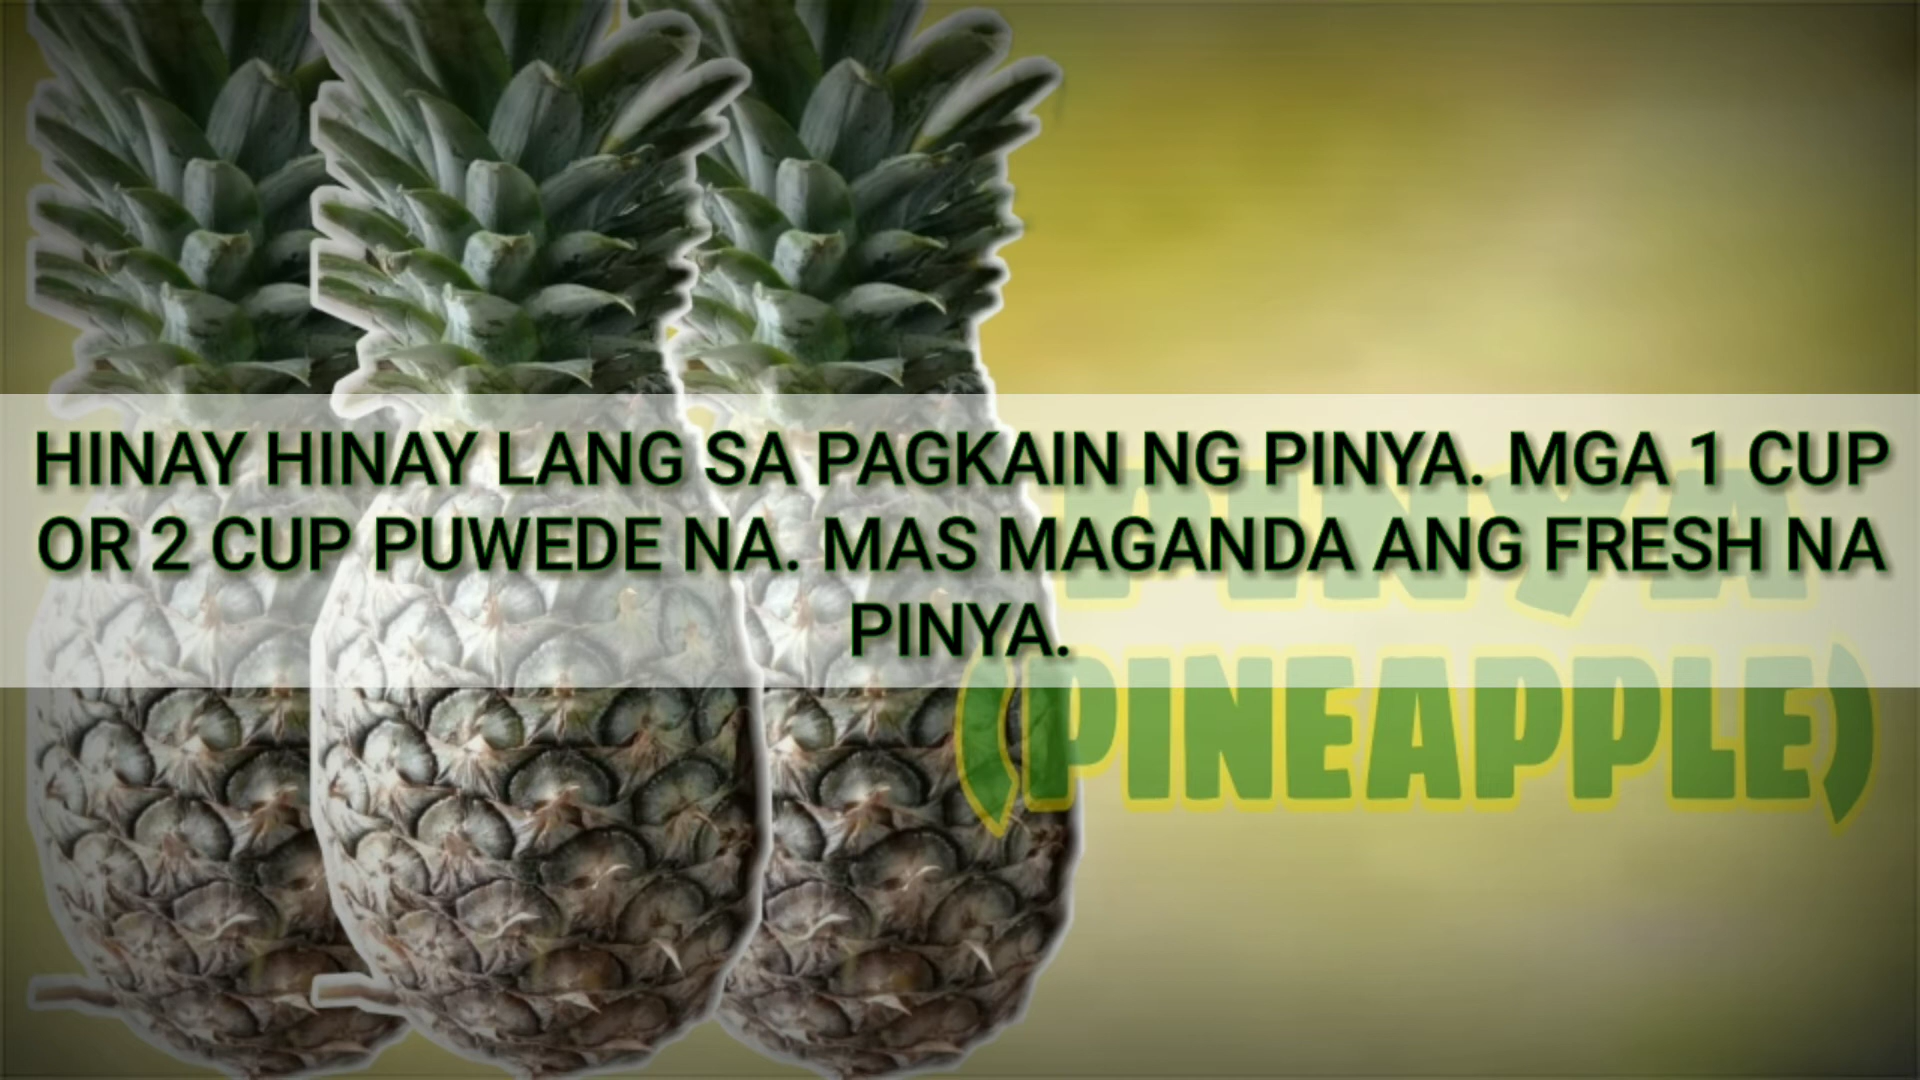 HINAY HINAY LANG SA PAGKAIN NG PINYA. MGA 1 CUP
OR 2 CUP PUWEDE NA. MAS MAGANDA ANG FRESH NA
PINYA.
PINYA
(PINEAPPLE)